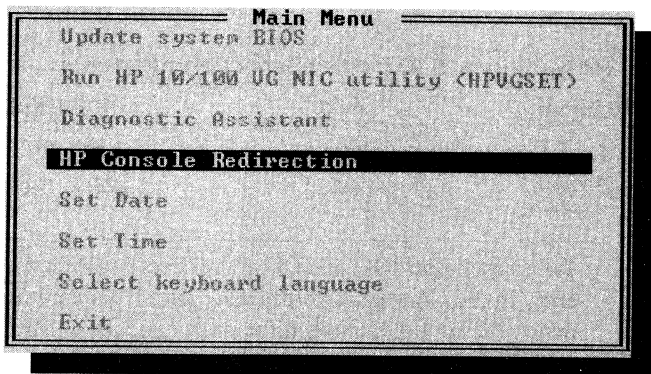 Main Menu
Update system BIOS
Run HP 10/100 VG NIC utility (HPVGSET)
Diagnostic Assistant
HP Console Redirection
Set Date
Set Time
Select keyboard language
Exit